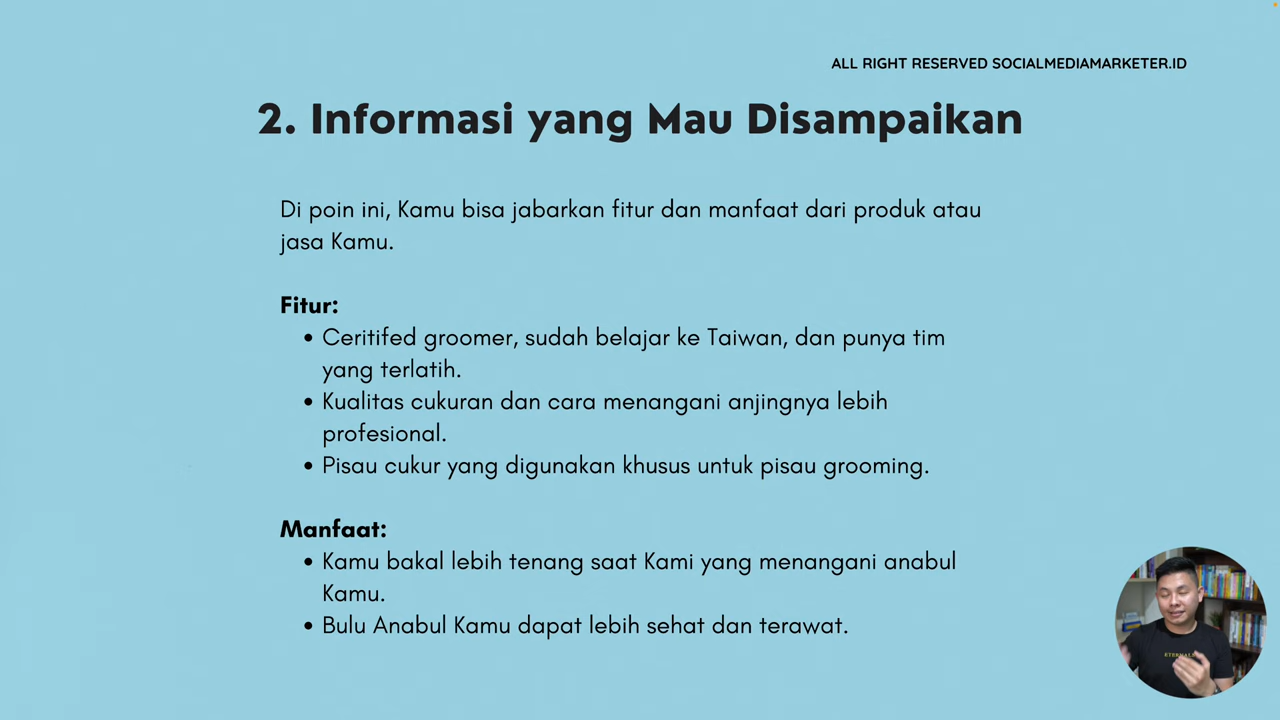 ALL RIGHT RESERVED SOCIALMEDIAMARKETER.ID
2. Informasi yang Mau Disampaikan
Di poin ini, Kamu bisa jabarkan fitur dan manfaat dari produk atau
jasa Kamu.
Fitur:
• Ceritifed groomer, sudah belajar ke Taiwan, dan punya tim
yang terlatih.
• Kualitas cukuran dan cara menangani anjingnya lebih
profesional.
• Pisau cukur yang digunakan khusus untuk pisau grooming.
Manfaat:
• Kamu bakal lebih tenang saat Kami yang menangani anabul
Kamu.
• Bulu Anabul Kamu dapat lebih sehat dan terawat.